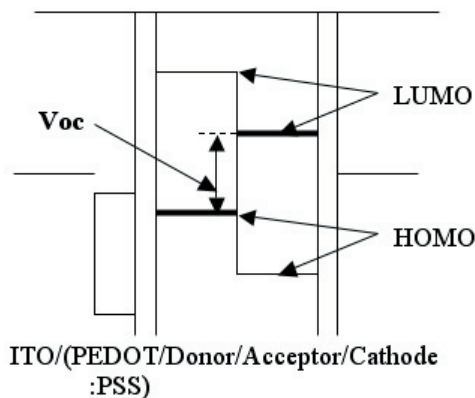 LUMO
Voc
HOMO
ITO/(PEDOT/Donor/Acceptor/Cathode
:PSS)